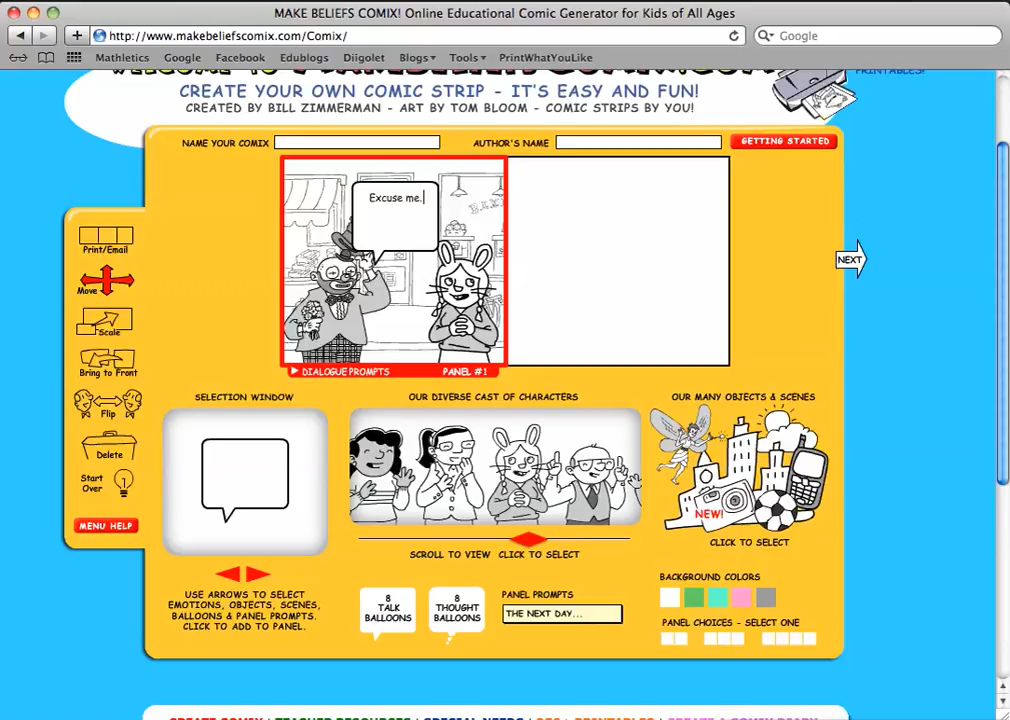 MAKE BELIEFS COMIX! Online Educational Comic Generator for Kids of All Ages
http://www.makebeliefscomix.com/Comix/
Google
Mathletics Google Facebook Edublogs Diigolet Blogs Tools PrintWhatYouLike
PRINTABLES!
CREATE YOUR OWN COMIC STRIP - IT'S EASY AND FUN!
CREATED BY BILL ZIMMERMAN - ART BY TOM BLOOM - COMIC STRIPS BY YOU!
NAME YOUR COMIX
AUTHOR'S NAME
GETTING STARTED
Excuse me.
NEXT
DIALOGUE PROMPTS
PANEL #1
Print/Email
Move
Scale
Bring to Front
Flip
Delete
Start
Over
MENU HELP
SELECTION WINDOW
USE ARROWS TO SELECT
EMOTIONS, OBJECTS, SCENES,
BALLOONS & PANEL PROMPTS.
CLICK TO ADD TO PANEL.
OUR DIVERSE CAST OF CHARACTERS
SCROLL TO VIEW CLICK TO SELECT
8
TALK
BALLOONS
8
THOUGHT
BALLOONS
PANEL PROMPTS
THE NEXT DAY...
OUR MANY OBJECTS & SCENES
NEW!
CLICK TO SELECT
BACKGROUND COLORS
PANEL CHOICES - SELECT ONE